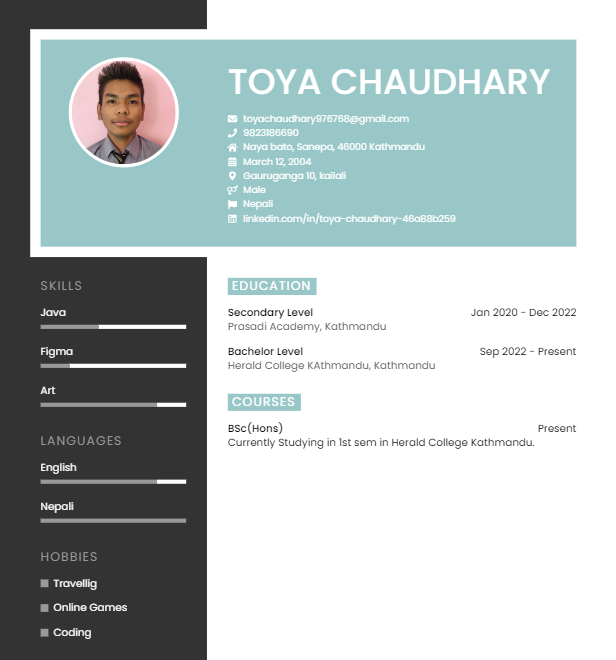 TOYA CHAUDHARY
toyachaudhary976768@gmail.com
9823186690
Naya bato, Sanepa, 46000 Kathmandu
March 12, 2004
Gauruganga 10, kailali
Male
Nepali
linkedin.com/in/toya-chaudhary-46a88b259
SKILLS
Java
Figma
Art
LANGUAGES
English
Nepali
HOBBIES
Travellig
Online Games
Coding
EDUCATION
Secondary Level Jan 2020 - Dec 2022
Prasadi Academy, Kathmandu
Bachelor Level Sep 2022 - Present
Herald College KAthmandu, Kathmandu
COURSES
BSc(Hons) Present
Currently Studying in 1st sem in Herald College Kathmandu.